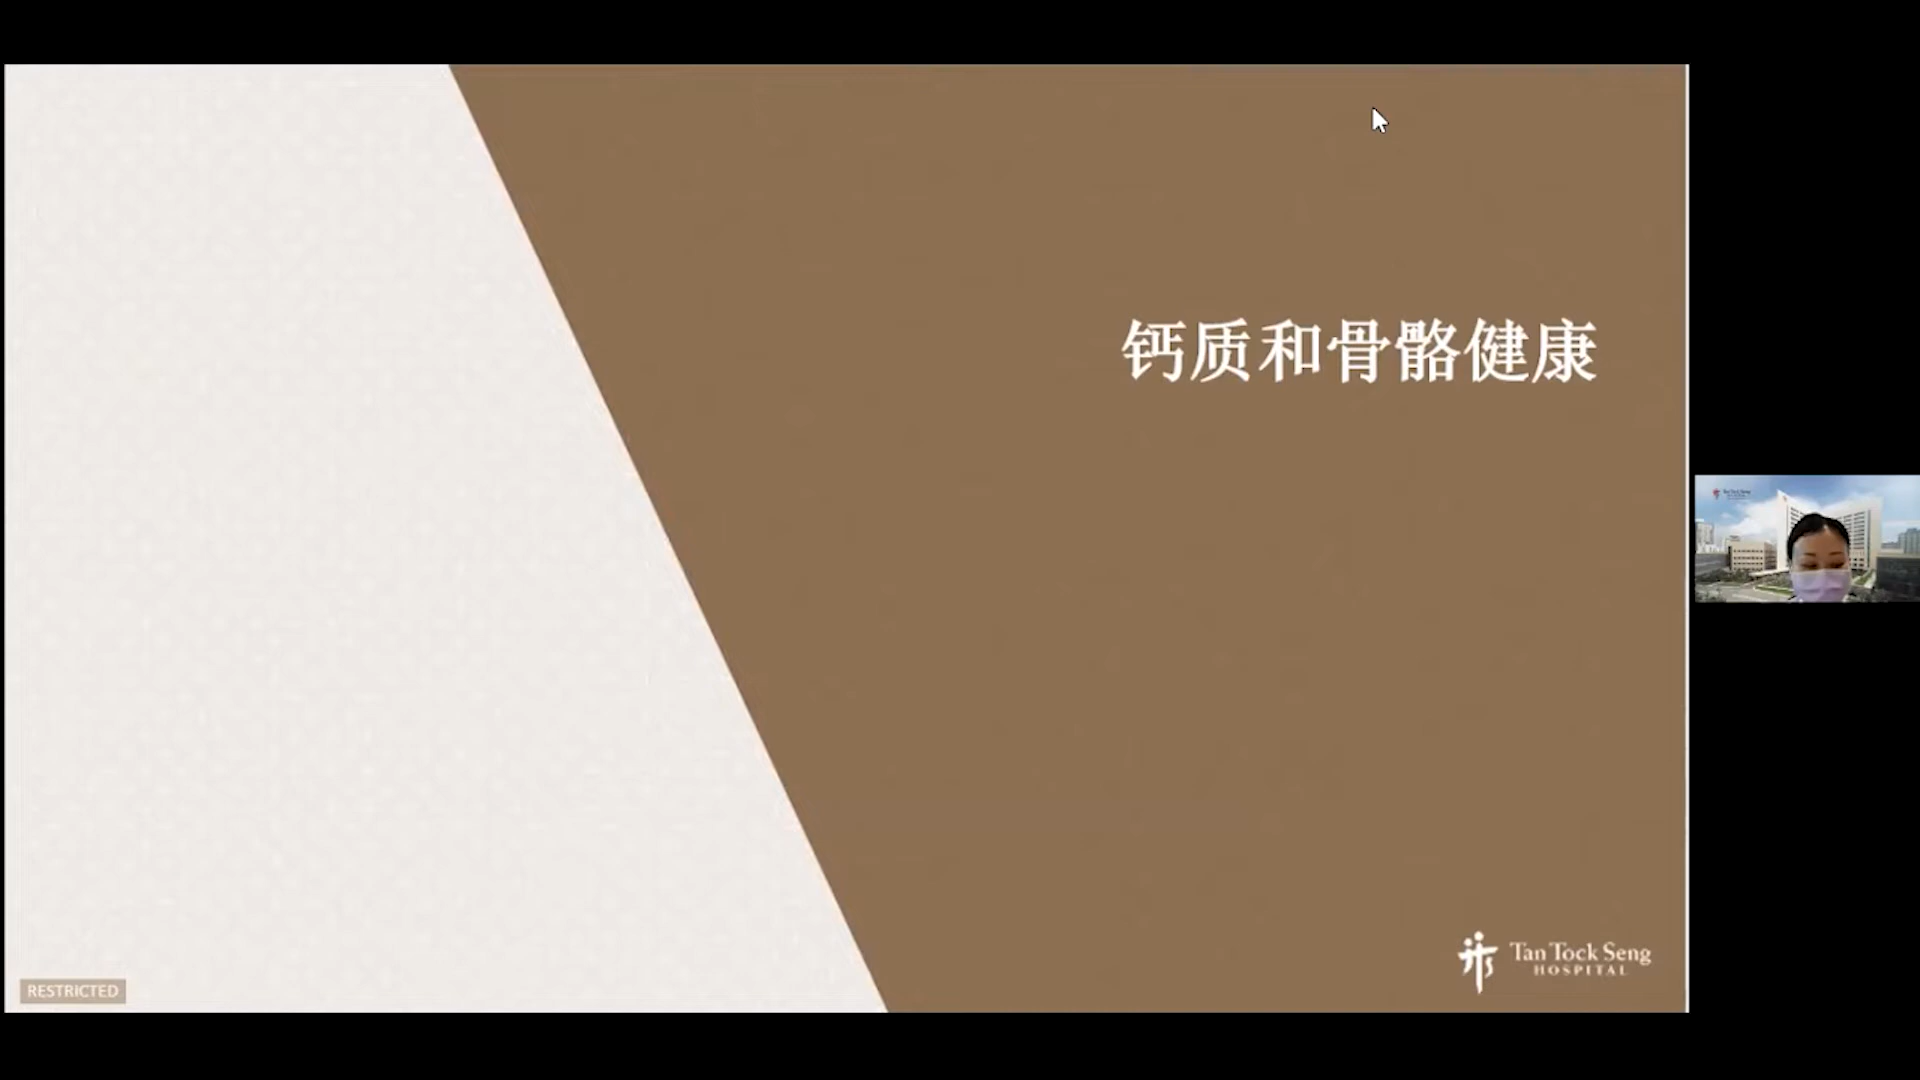 钙质和骨骼健康
Tan Tock Seng
HOSPITAL
RESTRICTED